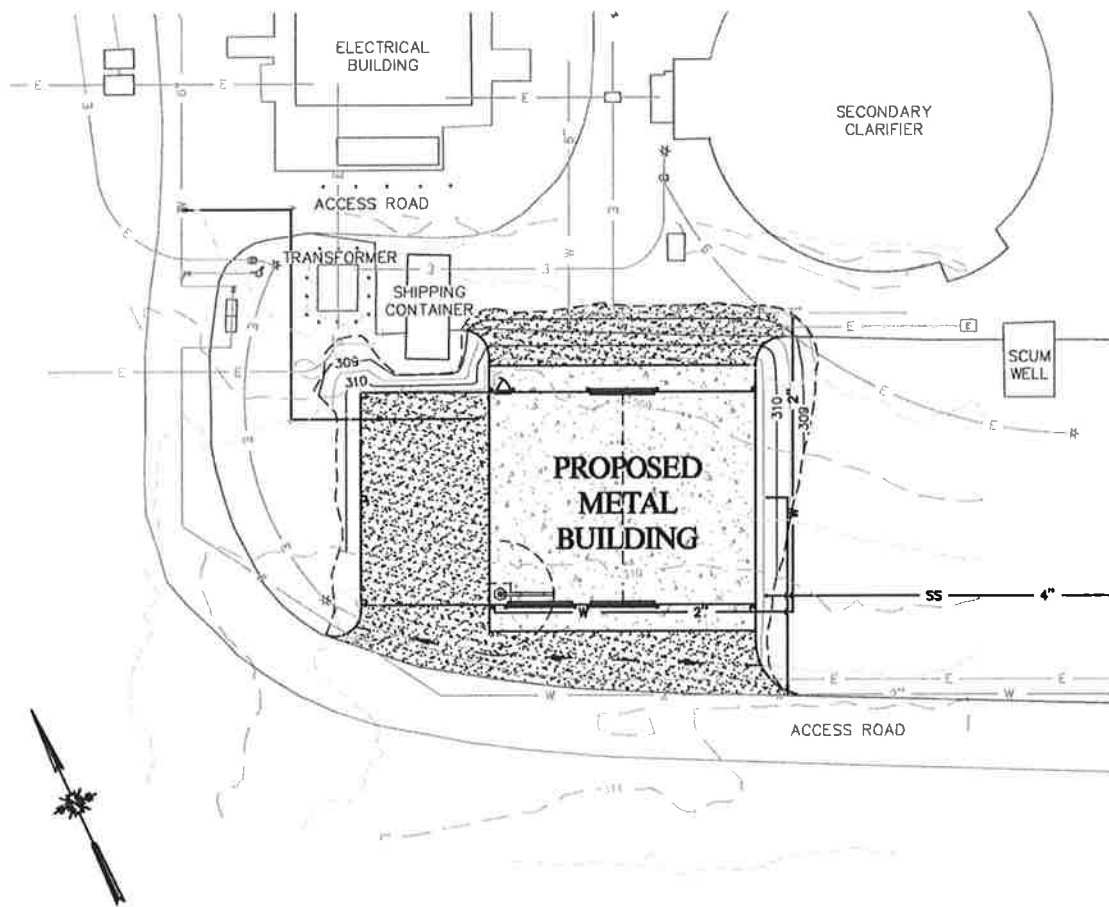 ELECTRICAL
BUILDING
SECONDARY
CLARIFIER
ACCESS ROAD
TRANSFORMER
SHIPPING
CONTAINER
SCUM
WELL
309
310
310
2"
309
PROPOSED
METAL
BUILDING
310
W
2"
SS
4"
E
E
E
W
W
ACCESS ROAD